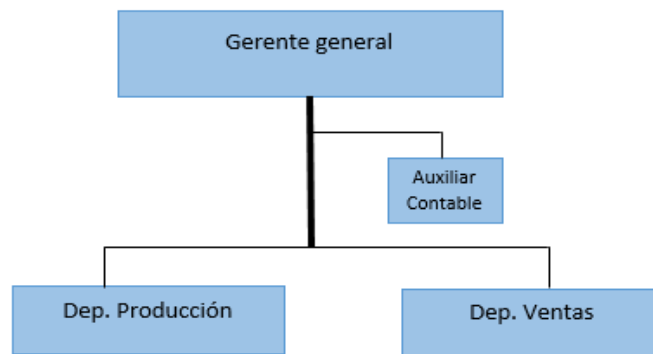 Gerente general
Auxiliar
Contable
Dep. Producción
Dep. Ventas